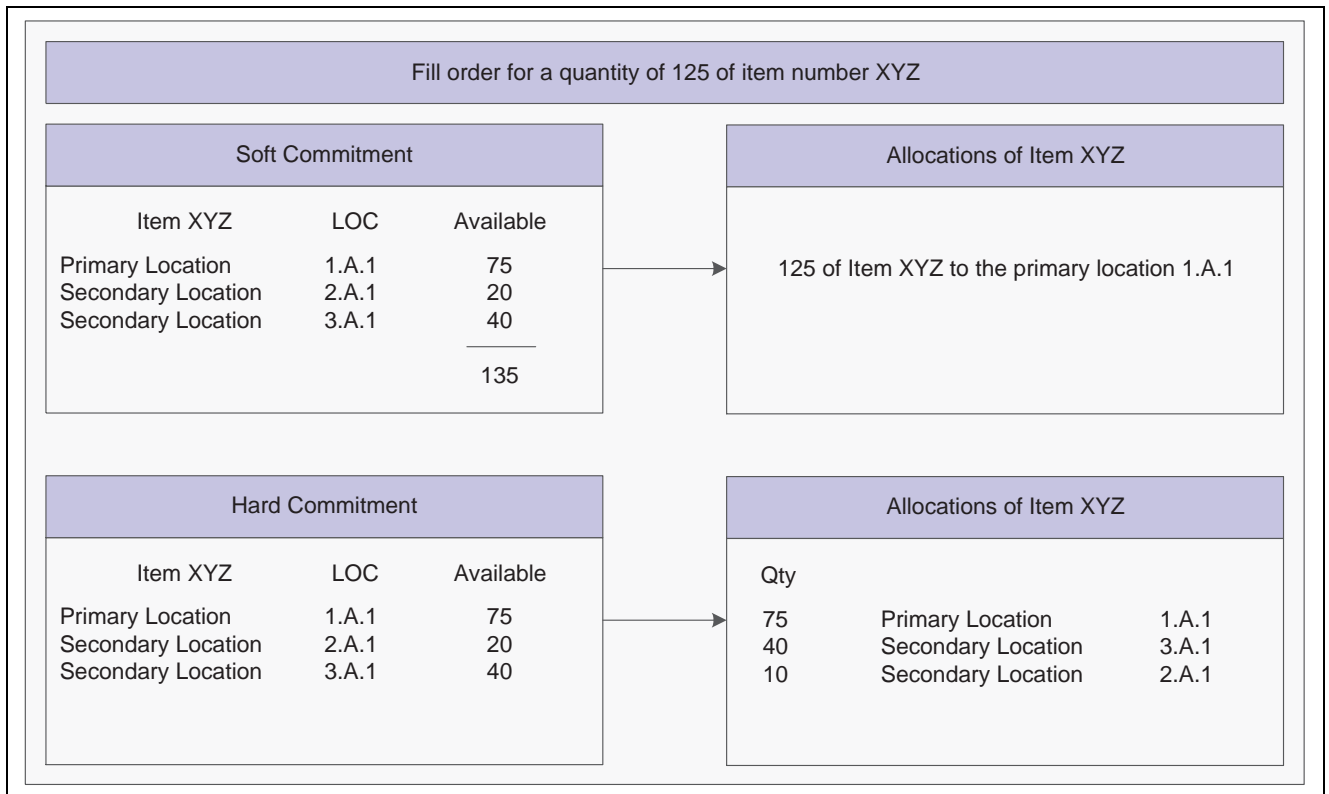 Fill order for a quantity of 125 of item number XYZ
Soft Commitment
Item XYZ LOC Available
Primary Location 1.A.1 75
Secondary Location 2.A.1 20
Secondary Location 3.A.1 40
135
Allocations of Item XYZ
125 of Item XYZ to the primary location 1.A.1
Hard Commitment
Item XYZ LOC Available
Primary Location 1.A.1 75
Secondary Location 2.A.1 20
Secondary Location 3.A.1 40
Allocations of Item XYZ
Qty
75 Primary Location 1.A.1
40 Secondary Location 3.A.1
10 Secondary Location 2.A.1